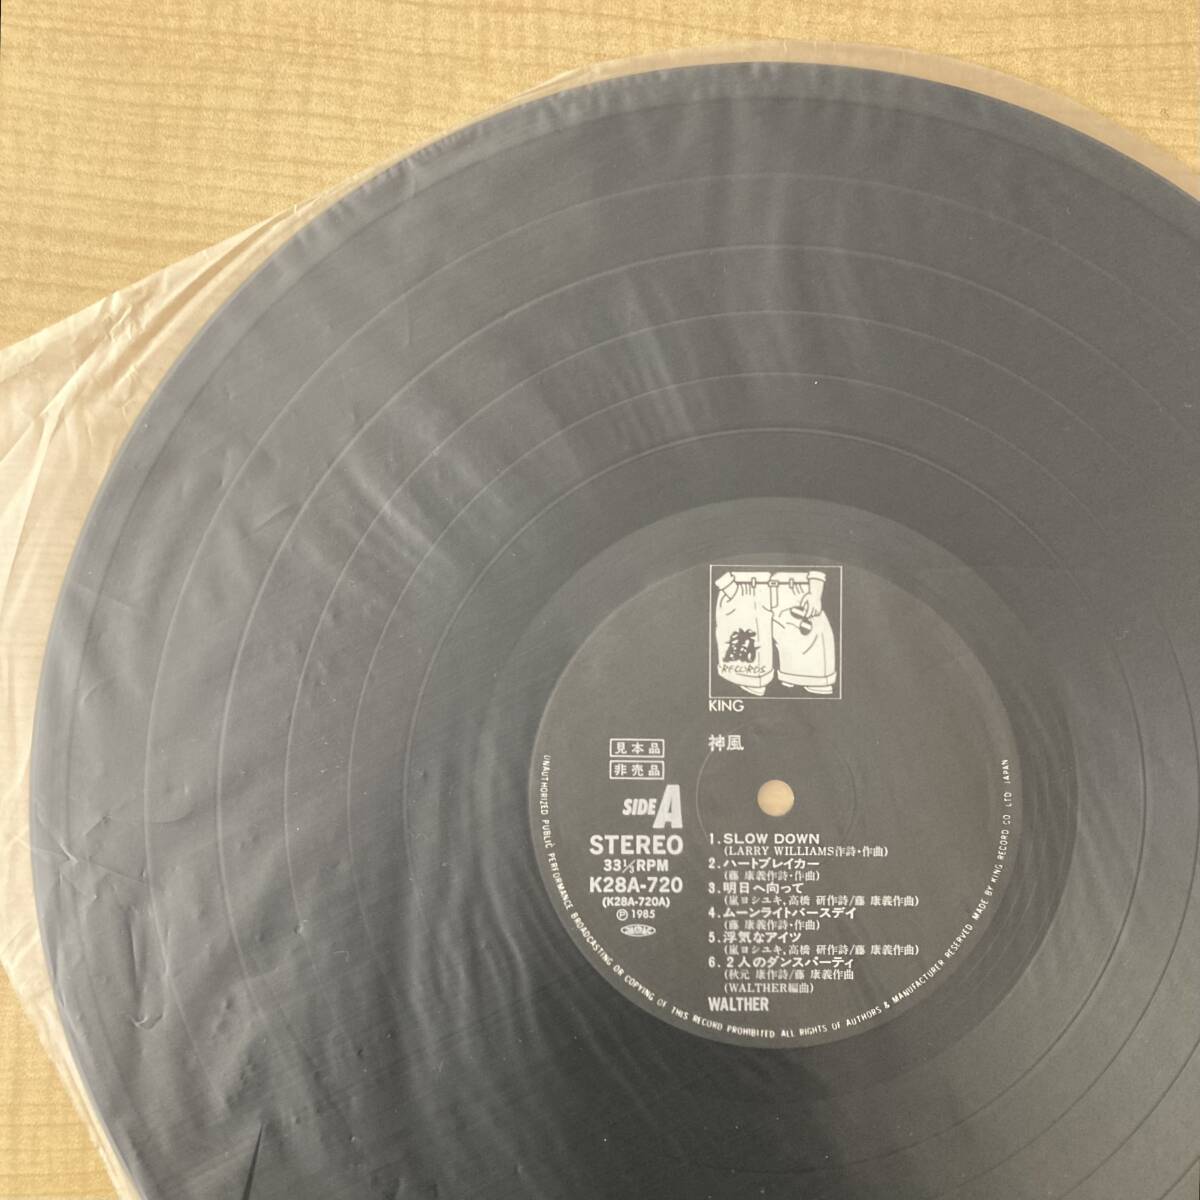 嵐
RECORDS
KING
神風
見本品
非売品
SIDE A
STEREO
33⅓RPM
K28A-720
(K28A-720A)
Ⓟ 1985
1. SLOW DOWN
(LARRY WILLIAMS作詩・作曲)
2. ハートブレイカー
(藤 康義作詩・作曲)
3. 明日へ向って
(嵐ヨシユキ,高橋 研作詩/藤 康義作曲)
4. ムーンライトバースデイ
(藤 康義作詩・作曲)
5. 浮気なアイツ
(嵐ヨシユキ,高橋 研作詩/藤 康義作曲)
6. 2人のダンスパーティ
(秋元 康作詩/藤 康義作曲
(WALTHER編曲)
WALTHER
UNAUTHORIZED PUBLIC PERFORMANCE BROADCASTING OR COPYING OF THIS RECORD PROHIBITED ALL RIGHTS OF AUTHORS & MANUFACTURER RESERVED. MADE BY KING RECORD CO. LTD JAPAN